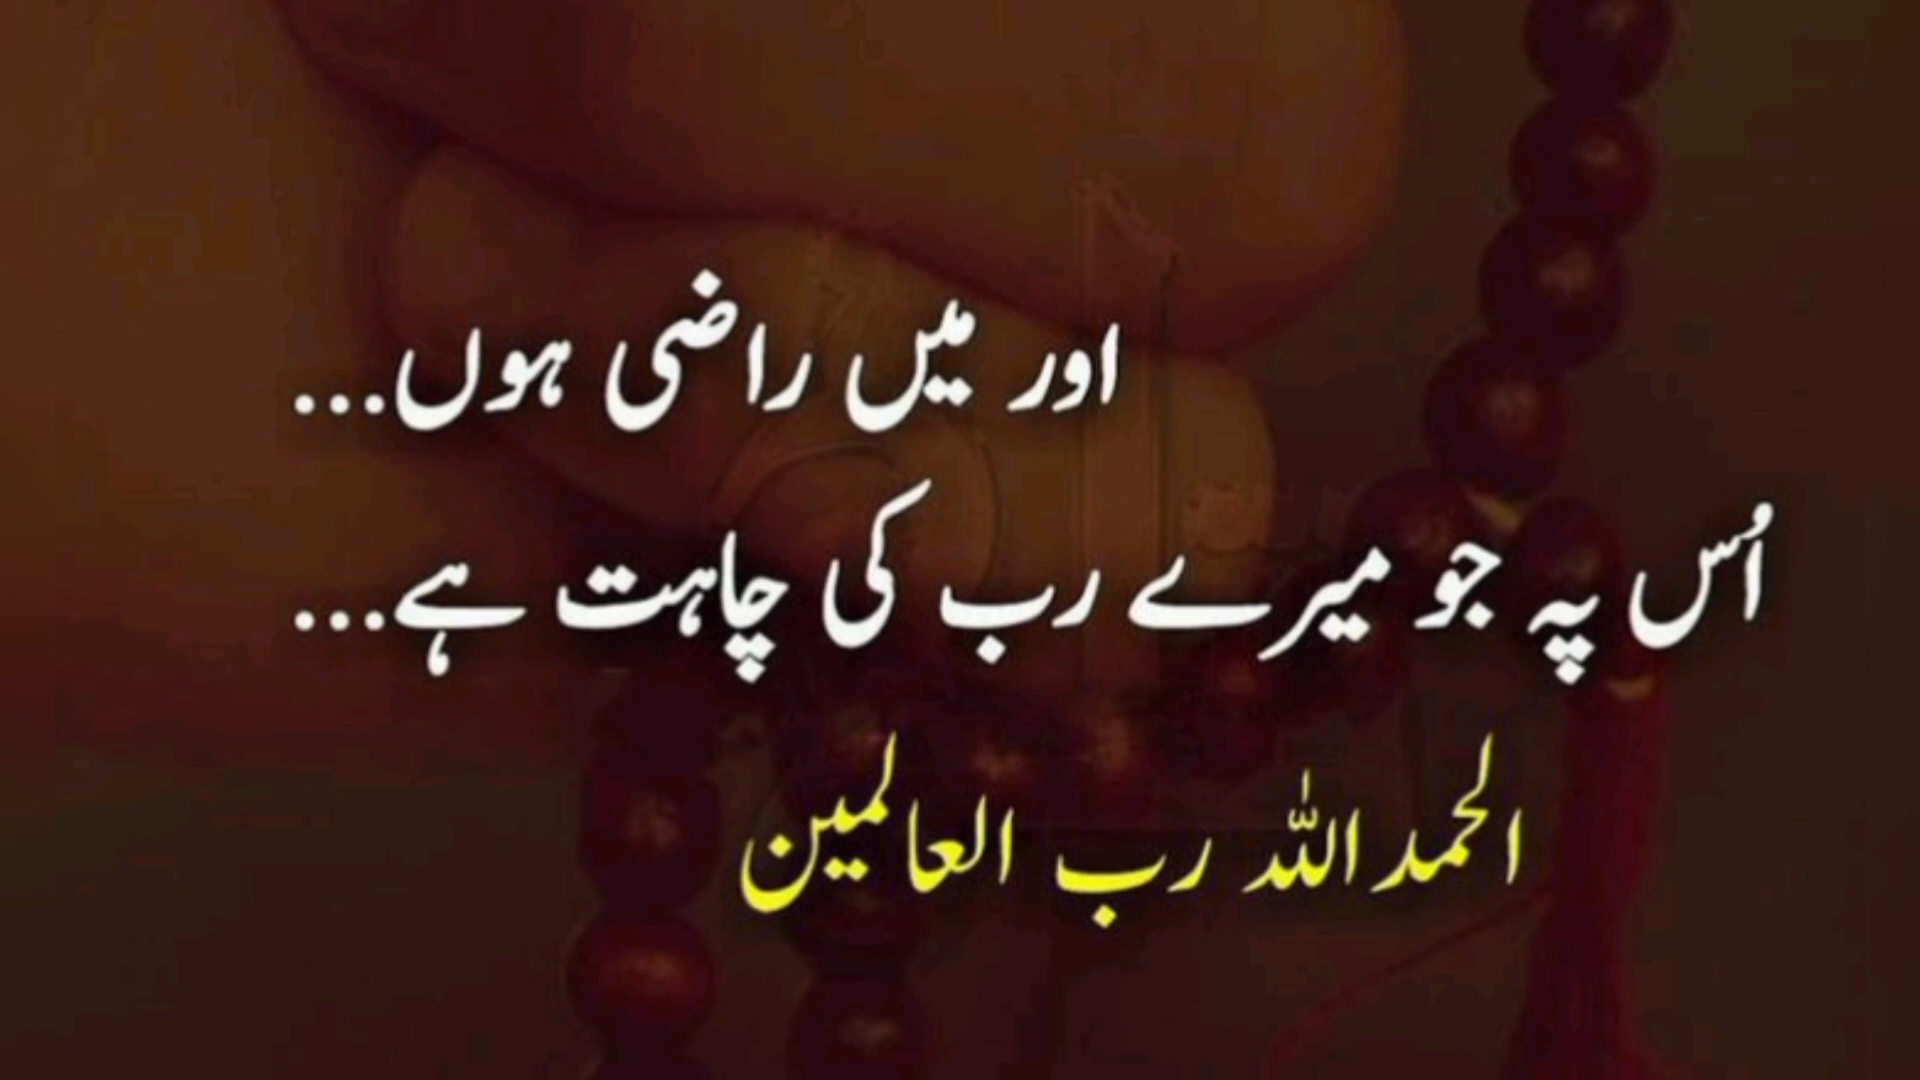 اور میں راضی ہوں...
اُس پہ جو میرے رب کی چاہت ہے...
الحمد اللہ رب العالمین